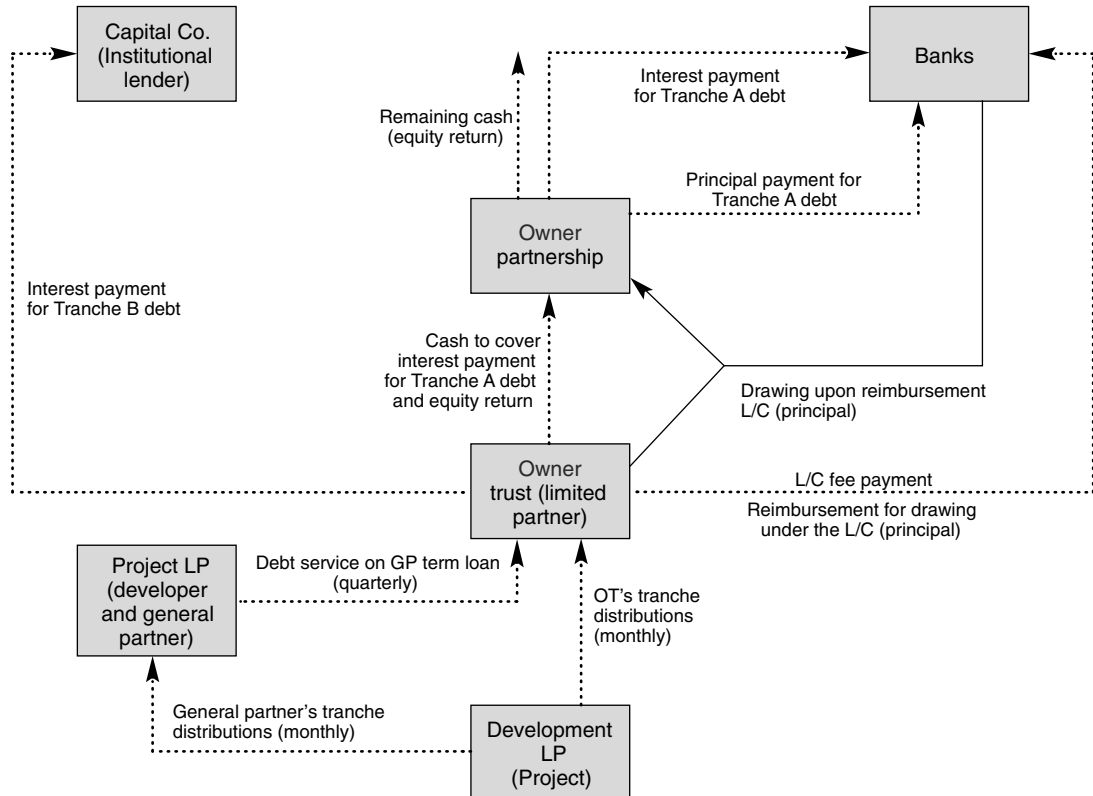 Capital Co.
(Institutional
lender)
Banks
Interest payment
for Tranche A debt
Remaining cash
(equity return)
Principal payment for
Tranche A debt
Owner
partnership
Interest payment
for Tranche B debt
Cash to cover
interest payment
for Tranche A debt
and equity return
Drawing upon reimbursement
L/C (principal)
Owner
trust (limited
partner)
L/C fee payment
Reimbursement for drawing
under the L/C (principal)
Project LP
(developer
and general
partner)
Debt service on GP term loan
(quarterly)
OT's tranche
distributions
(monthly)
General partner's tranche
distributions (monthly)
Development
LP
(Project)